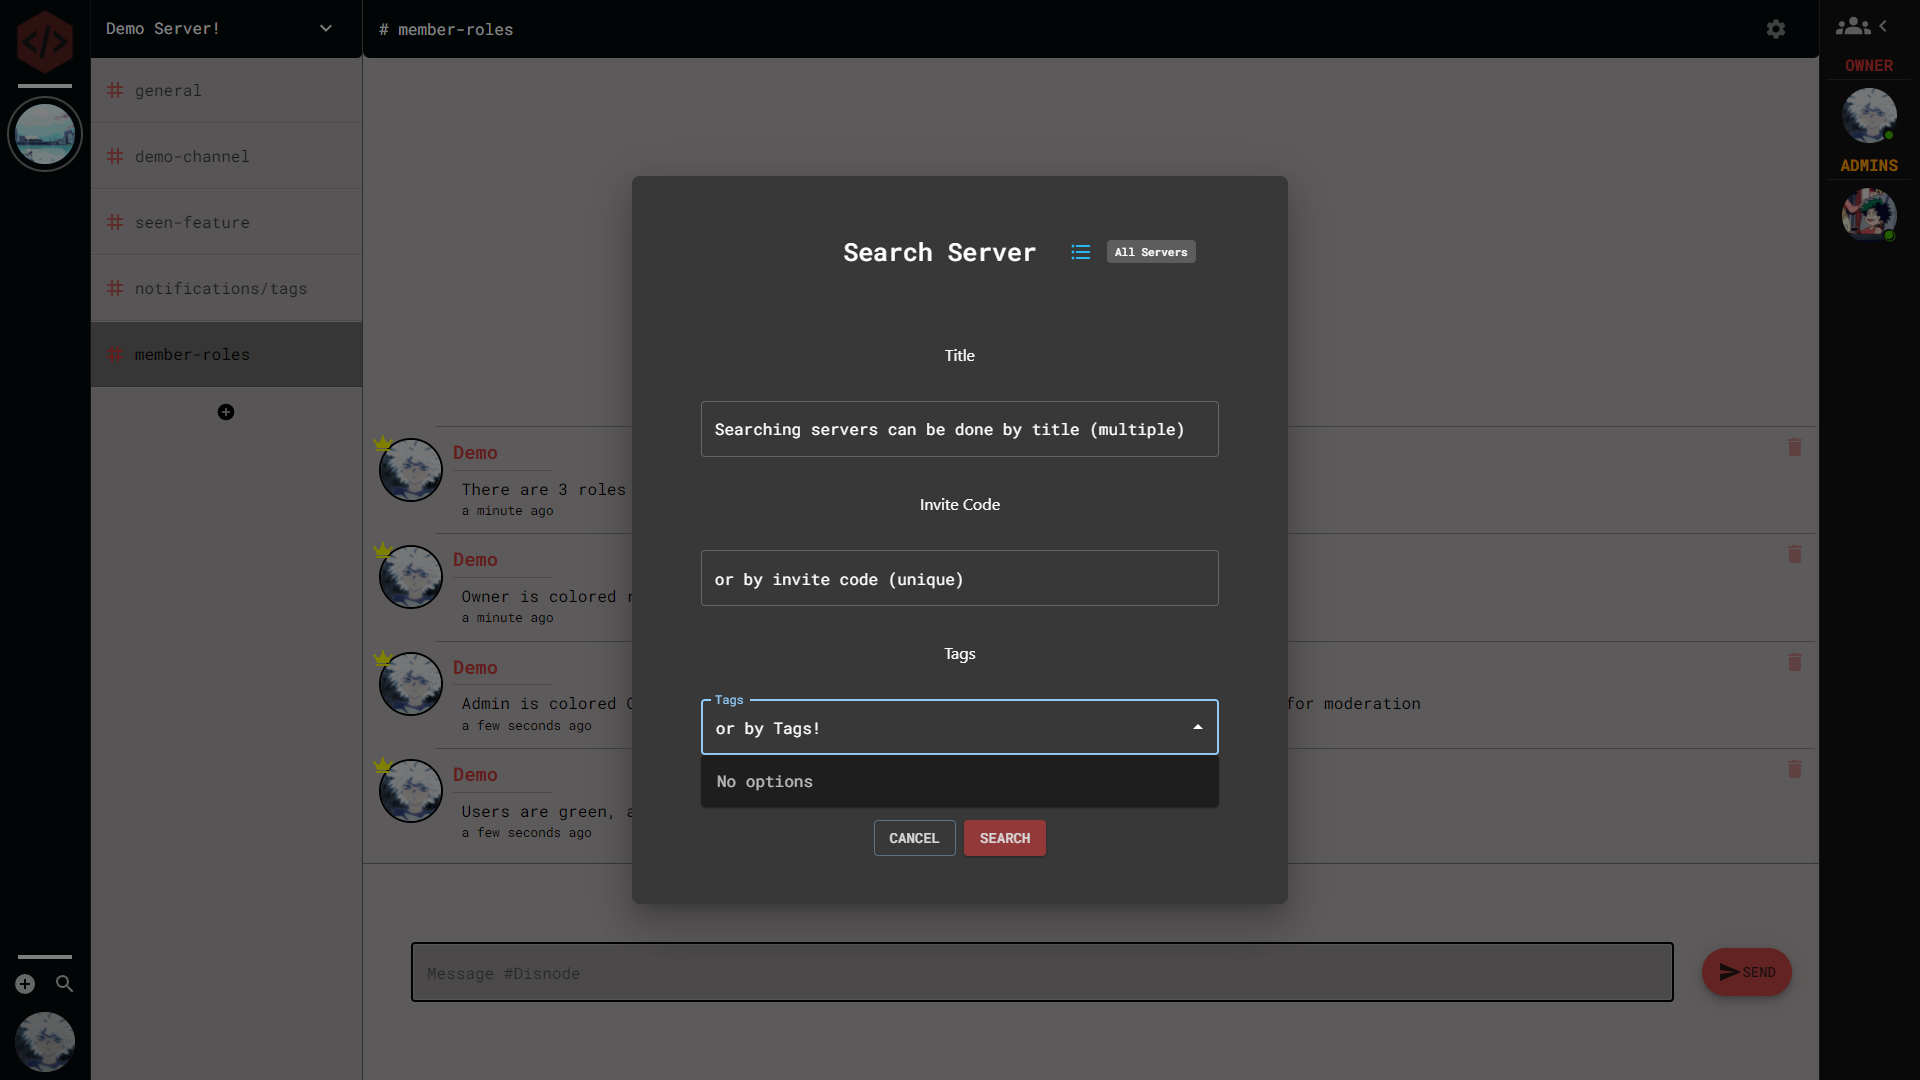 Demo Server!
# member-roles
OWNER
ADMINS
general
demo-channel
seen-feature
notifications/tags
member-roles
Search Server
All Servers
Title
Searching servers can be done by title (multiple)
Invite Code
or by invite code (unique)
Tags
Tags
or by Tags!
No options
CANCEL
SEARCH
Demo
There are 3 roles
a minute ago
Demo
Owner is colored
a minute ago
Demo
Admin is colored
for moderation
a few seconds ago
Demo
Users are green,
a few seconds ago
Message #Disnode
SEND